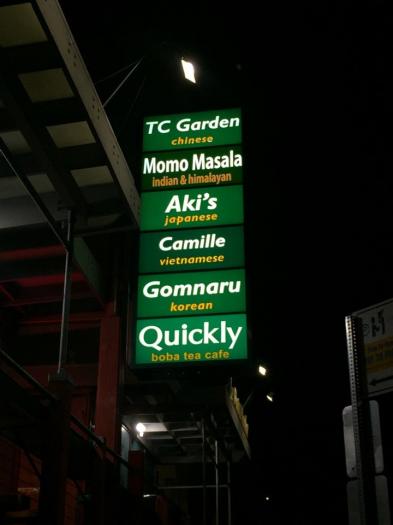 TC Garden
chinese
Momo Masala
indian & himalayan
Aki's
japanese
Camille
vietnamese
Gomnaru
korean
Quickly
boba tea cafe